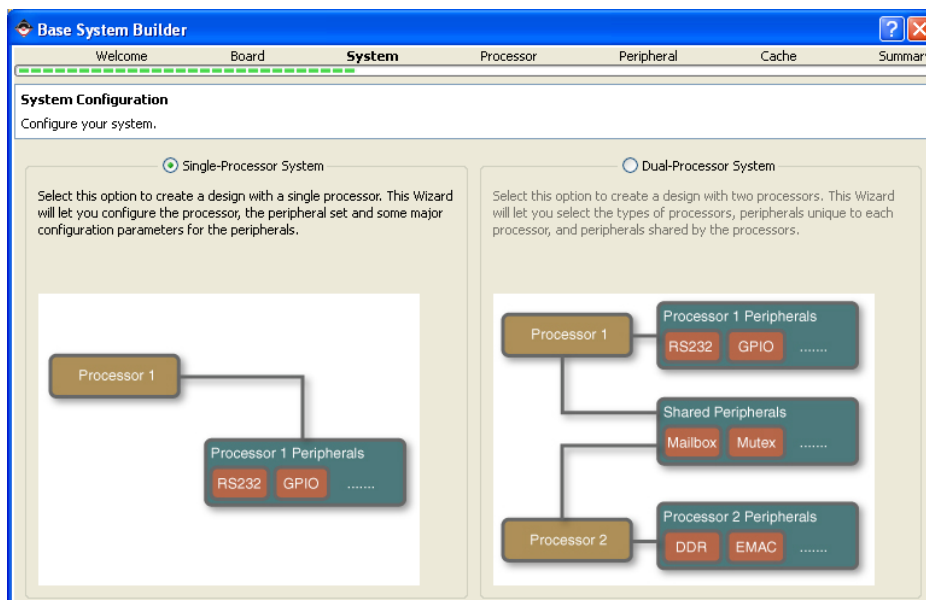 Base System Builder
Welcome Board System Processor Peripheral Cache Summar
System Configuration
Configure your system.
Single-Processor System
Select this option to create a design with a single processor. This Wizard
will let you configure the processor, the peripheral set and some major
configuration parameters for the peripherals.
Processor 1
Processor 1 Peripherals
RS232 GPIO .......
Dual-Processor System
Select this option to create a design with two processors. This Wizard
will let you select the types of processors, peripherals unique to each
processor, and peripherals shared by the processors.
Processor 1
Processor 1 Peripherals
RS232 GPIO .......
Shared Peripherals
Mailbox Mutex .......
Processor 2
Processor 2 Peripherals
DDR EMAC .......